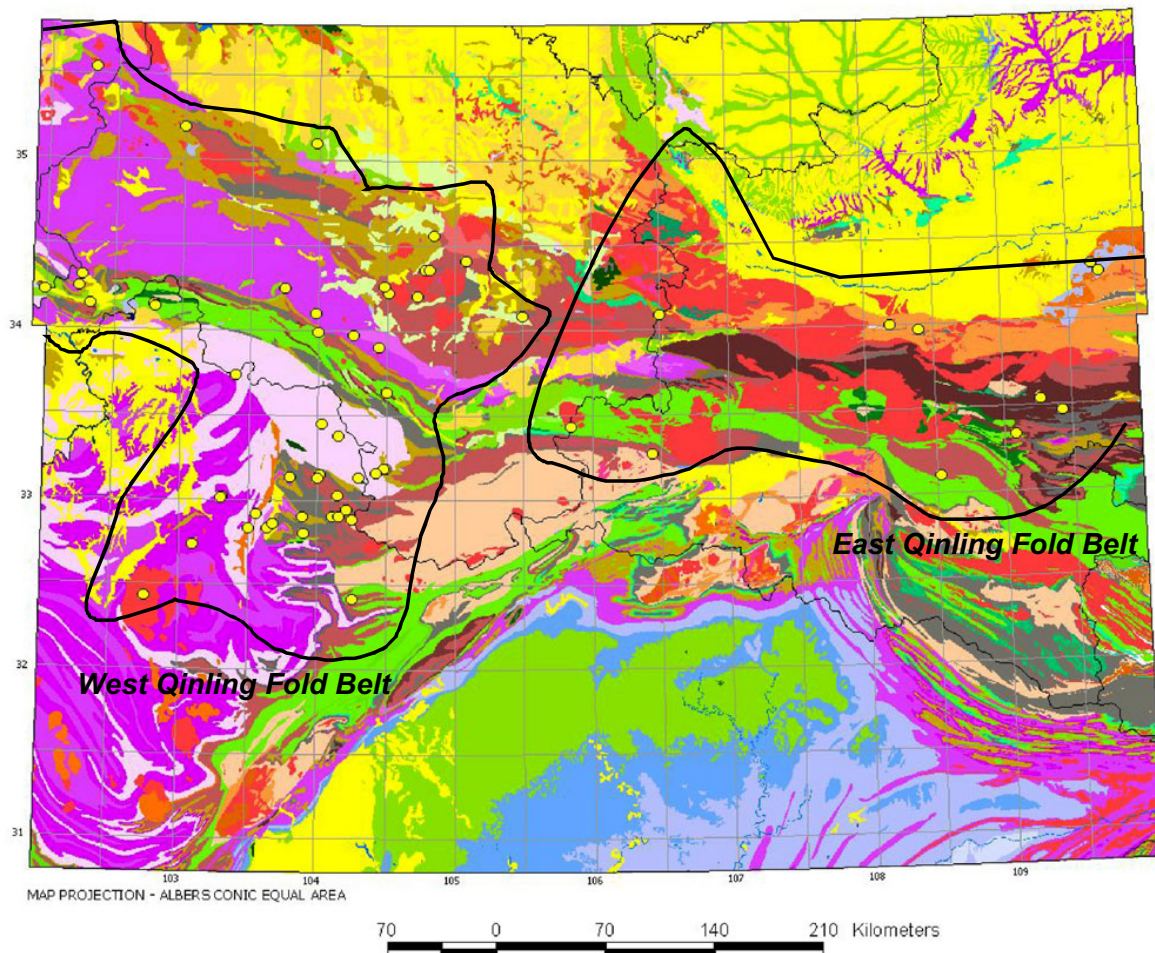 35
34
33
East Qinling Fold Belt
32
West Qinling Fold Belt
31
103 104 105 106 107 108 109
MAP PROJECTION - ALBERS CONIC EQUAL AREA
70 0 70 140 210 Kilometers